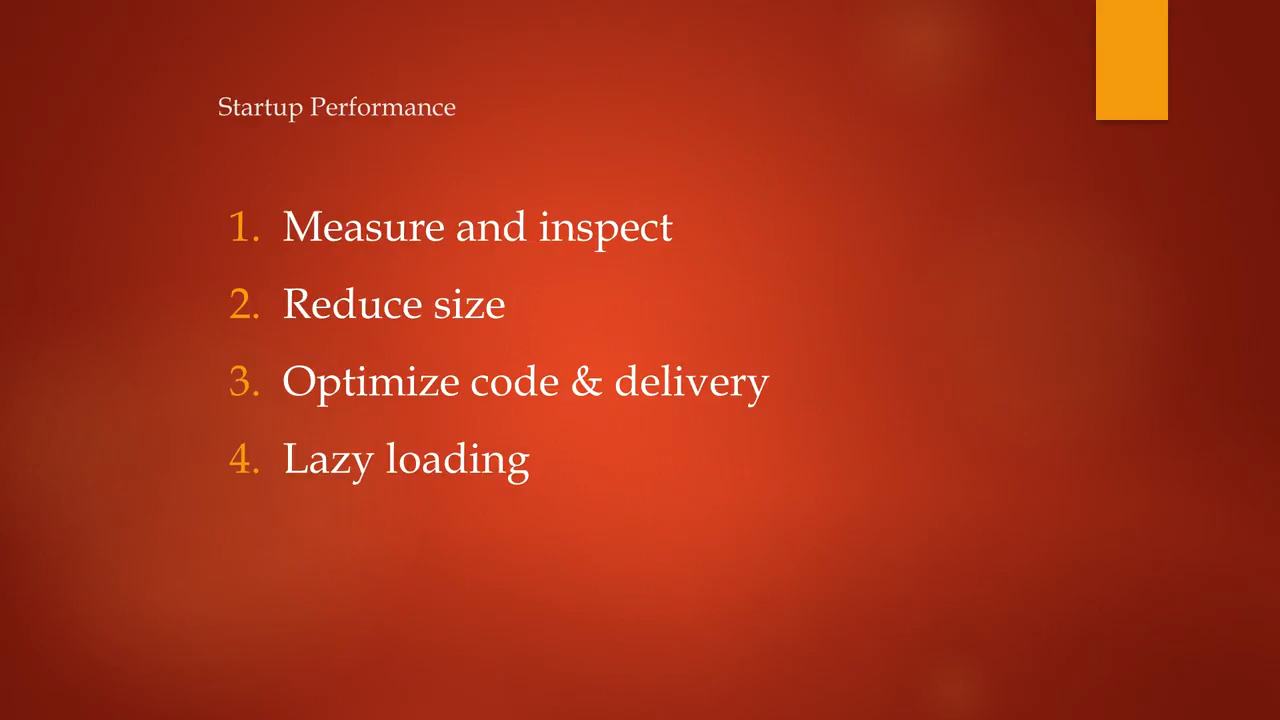 Startup Performance
1. Measure and inspect
2. Reduce size
3. Optimize code & delivery
4. Lazy loading